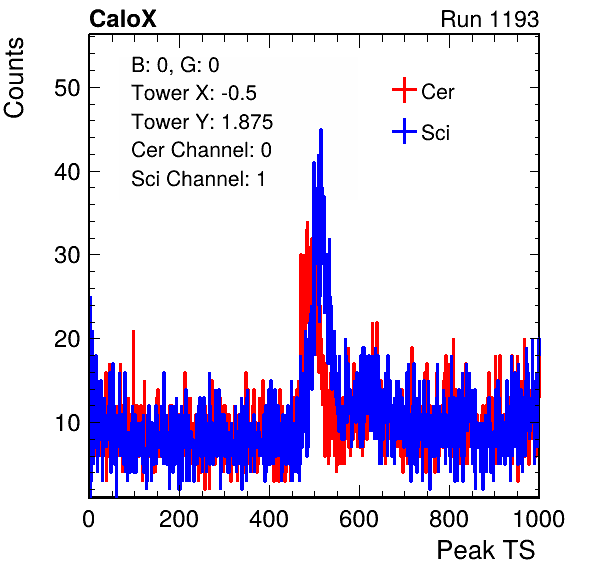 CaloX Run 1193
Counts
B: 0, G: 0
Tower X: -0.5
Tower Y: 1.875
Cer Channel: 0
Sci Channel: 1
Cer
Sci
50
40
30
20
10
0 200 400 600 800 1000
Peak TS